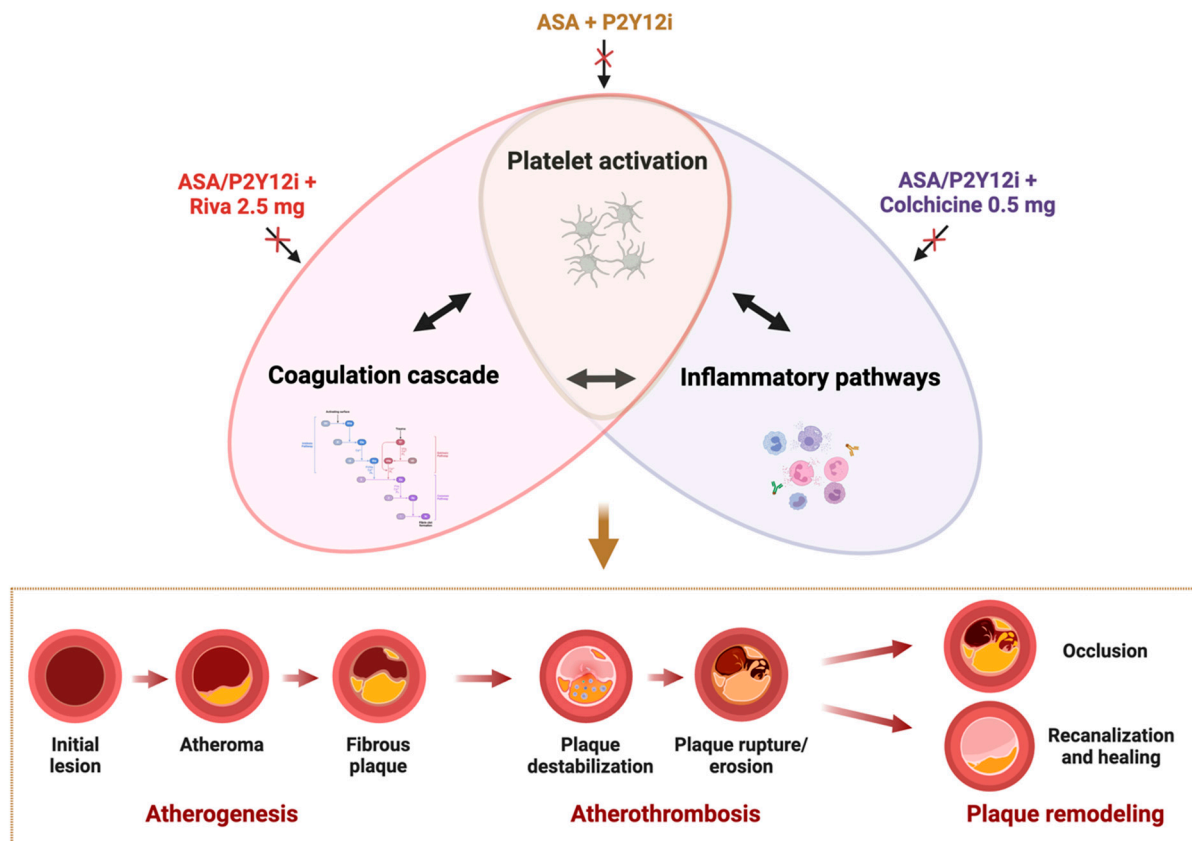 ASA + P2Y12i
Platelet activation
ASA/P2Y12i +
Riva 2.5 mg
ASA/P2Y12i +
Colchicine 0.5 mg
Coagulation cascade
Inflammatory pathways
Initial
lesion
Atheroma
Fibrous
plaque
Plaque
destabilization
Plaque rupture/
erosion
Occlusion
Recanalization
and healing
Atherogenesis
Atherothrombosis
Plaque remodeling